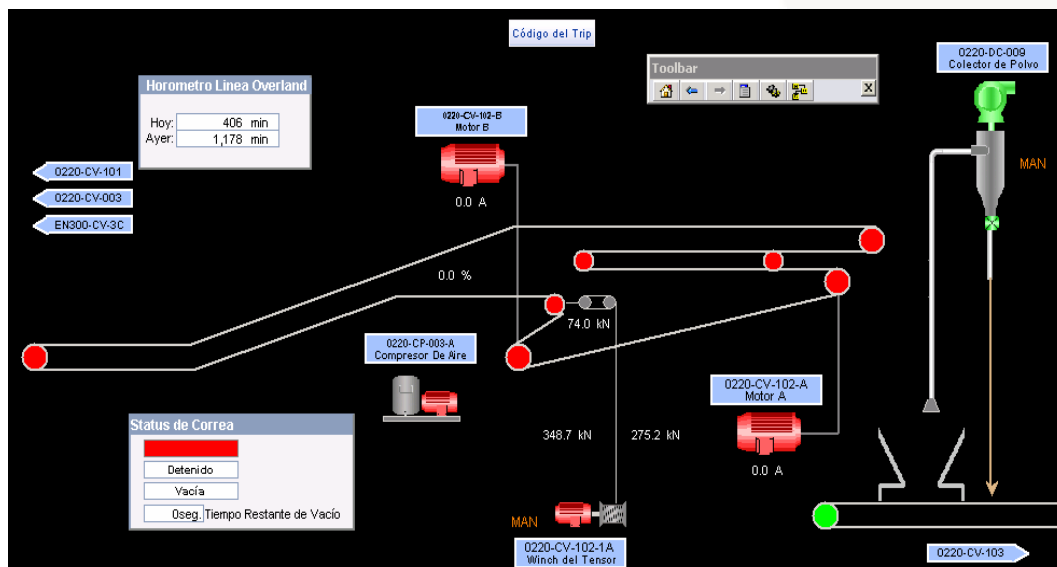 Código del Trip
0220-DC-009
Colector de Polvo
Toolbar
X
Horometro Linea Overland
Hoy: 406 min
Ayer: 1,178 min
0220-CV-102-B
Motor B
0.0 A
MAN
0220-CV-101
0220-CV-003
EN300-CV-3C
0.0 %
74.0 kN
0220-CP-003-A
Compresor De Aire
0220-CV-102-A
Motor A
0.0 A
Status de Correa
Detenido
Vacía
0seg. Tiempo Restante de Vacío
348.7 kN
275.2 kN
MAN
0220-CV-102-1A
Winch del Tensor
0220-CV-103